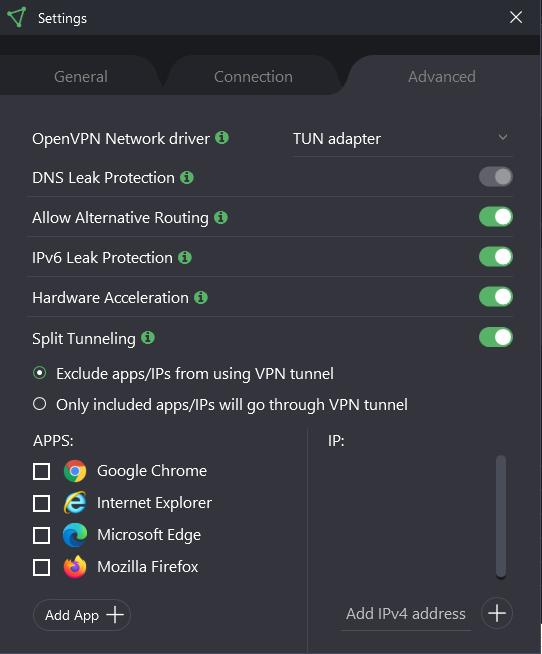 Settings
General Connection Advanced
OpenVPN Network driver TUN adapter
DNS Leak Protection
Allow Alternative Routing
IPv6 Leak Protection
Hardware Acceleration
Split Tunneling
Exclude apps/IPs from using VPN tunnel
Only included apps/IPs will go through VPN tunnel
APPS: IP:
Google Chrome
Internet Explorer
Microsoft Edge
Mozilla Firefox
Add App Add IPv4 address